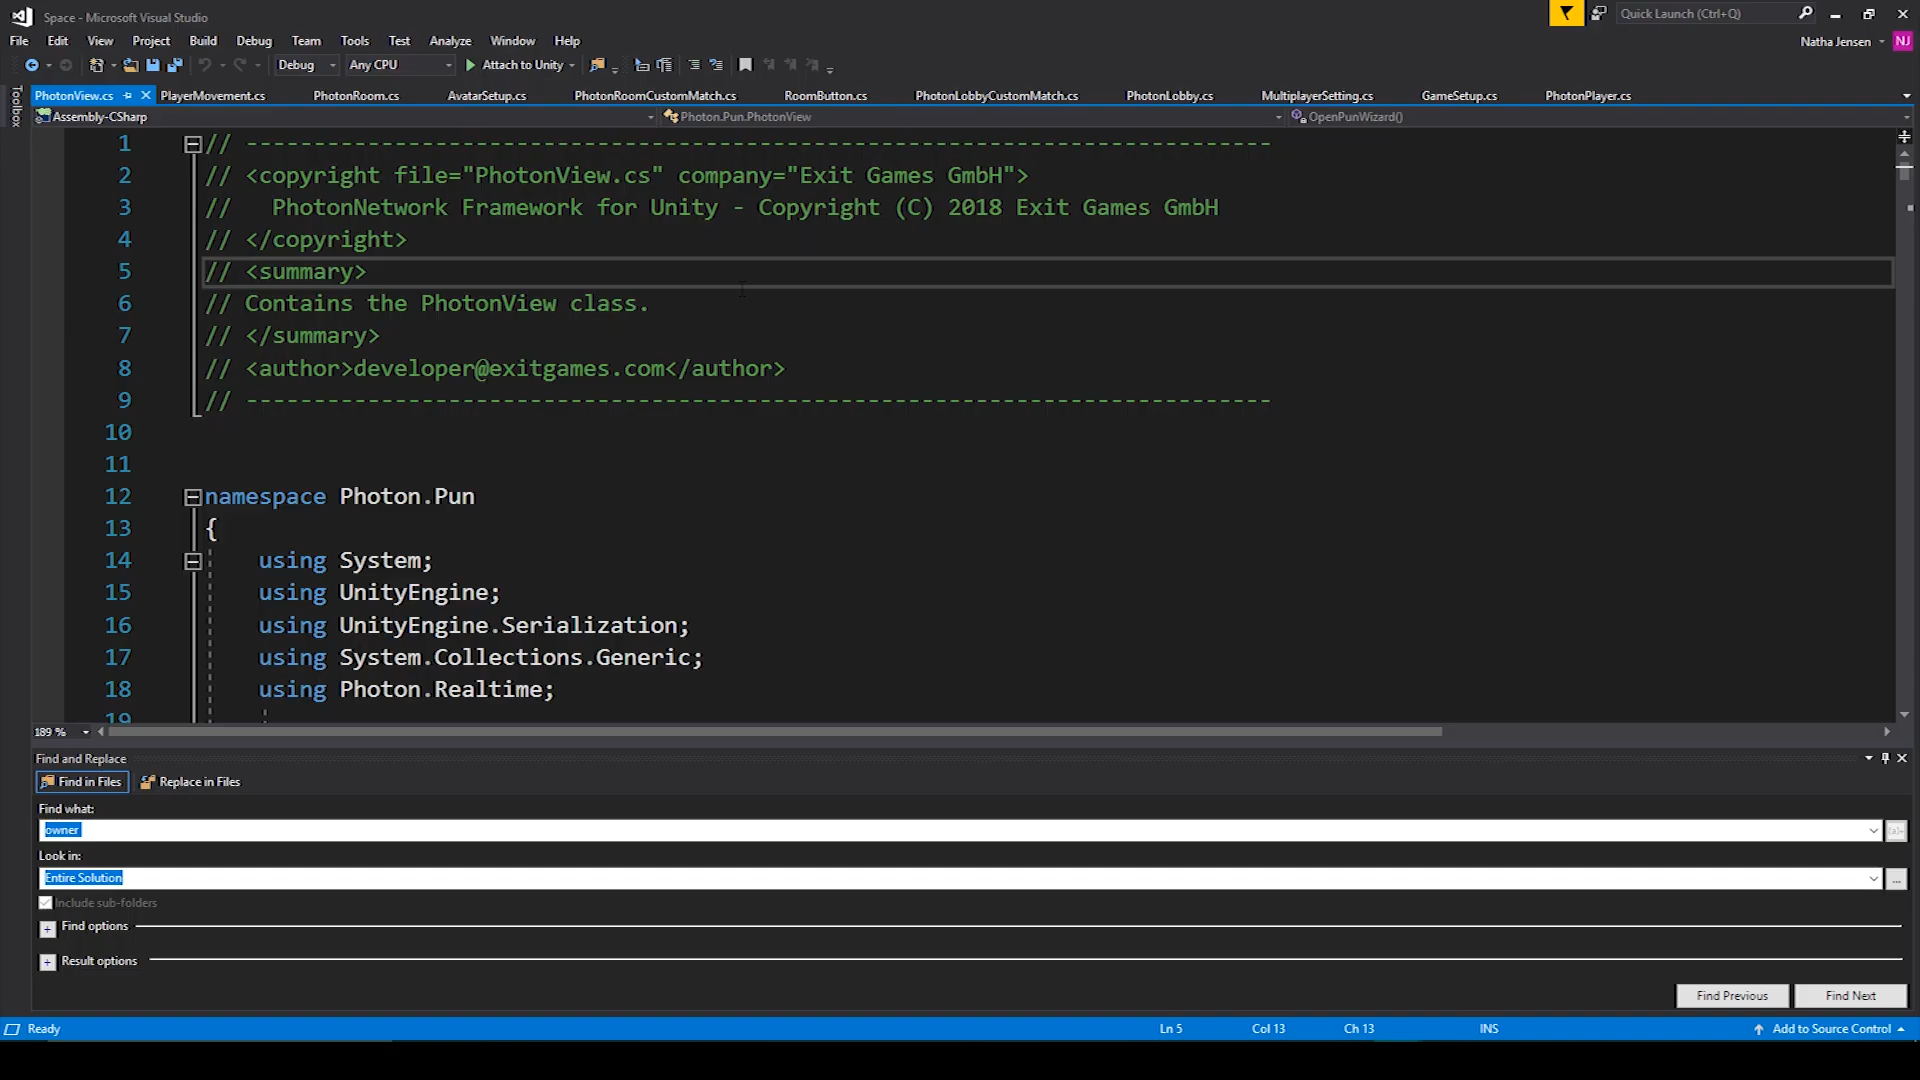 Space - Microsoft Visual Studio
Quick Launch (Ctrl+Q)
File Edit View Project Build Debug Team Tools Test Analyze Window Help
Natha Jensen NJ
Debug Any CPU Attach to Unity
Toolbox
PhotonView.cs PlayerMovement.cs PhotonRoom.cs AvatarSetup.cs PhotonRoomCustomMatch.cs RoomButton.cs PhotonLobbyCustomMatch.cs PhotonLobby.cs MultiplayerSetting.cs GameSetup.cs PhotonPlayer.cs
Assembly-CSharp Photon.Pun.PhotonView OpenPunWizard()
1 // ----------------------------------------------------------------------------
2 // <copyright file="PhotonView.cs" company="Exit Games GmbH">
3 //   PhotonNetwork Framework for Unity - Copyright (C) 2018 Exit Games GmbH
4 // </copyright>
5 // <summary>
6 // Contains the PhotonView class.
7 // </summary>
8 // <author>developer@exitgames.com</author>
9 // ----------------------------------------------------------------------------
10
11
12 namespace Photon.Pun
13 {
14 using System;
15 using UnityEngine;
16 using UnityEngine.Serialization;
17 using System.Collections.Generic;
18 using Photon.Realtime;
19
189 %
Find and Replace
Find in Files Replace in Files
Find what:
owner
Look in:
Entire Solution
...
Include sub-folders
Find options
Result options
Find Previous Find Next
Ready Ln 5 Col 13 Ch 13 INS Add to Source Control